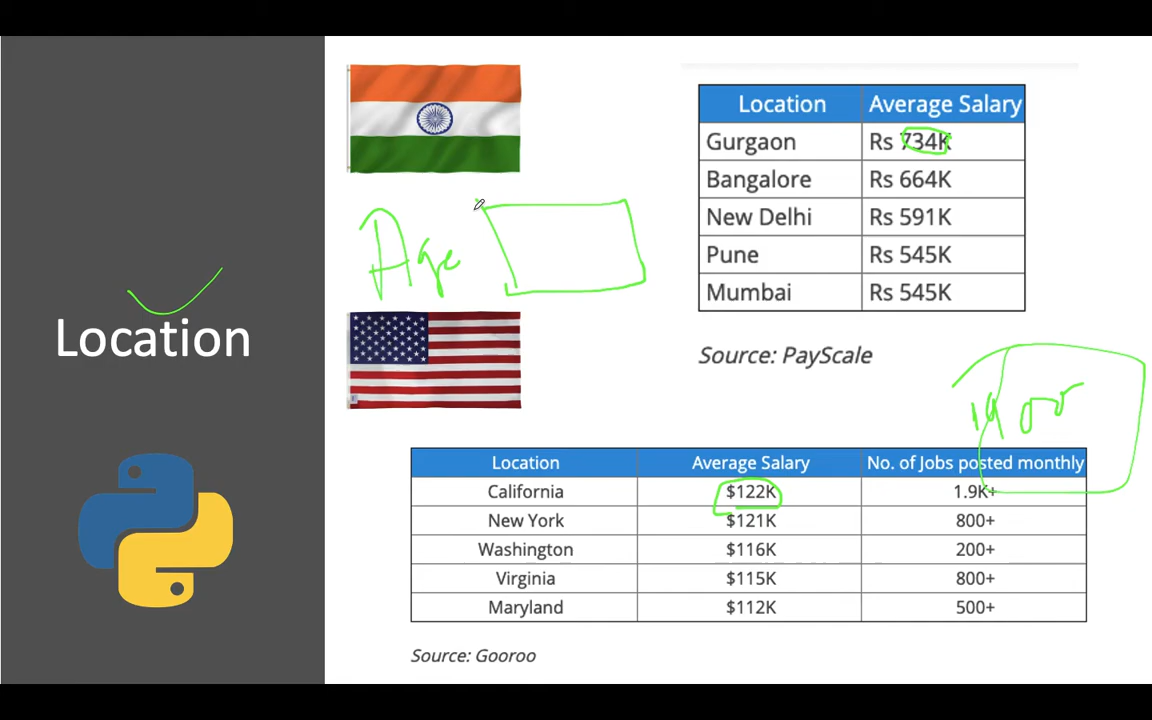 Location
Age
Location Average Salary
Gurgaon Rs 734K
Bangalore Rs 664K
New Delhi Rs 591K
Pune Rs 545K
Mumbai Rs 545K
Source: PayScale
1900
Location Average Salary No. of Jobs posted monthly
California $122K 1.9K+
New York $121K 800+
Washington $116K 200+
Virginia $115K 800+
Maryland $112K 500+
Source: Gooroo